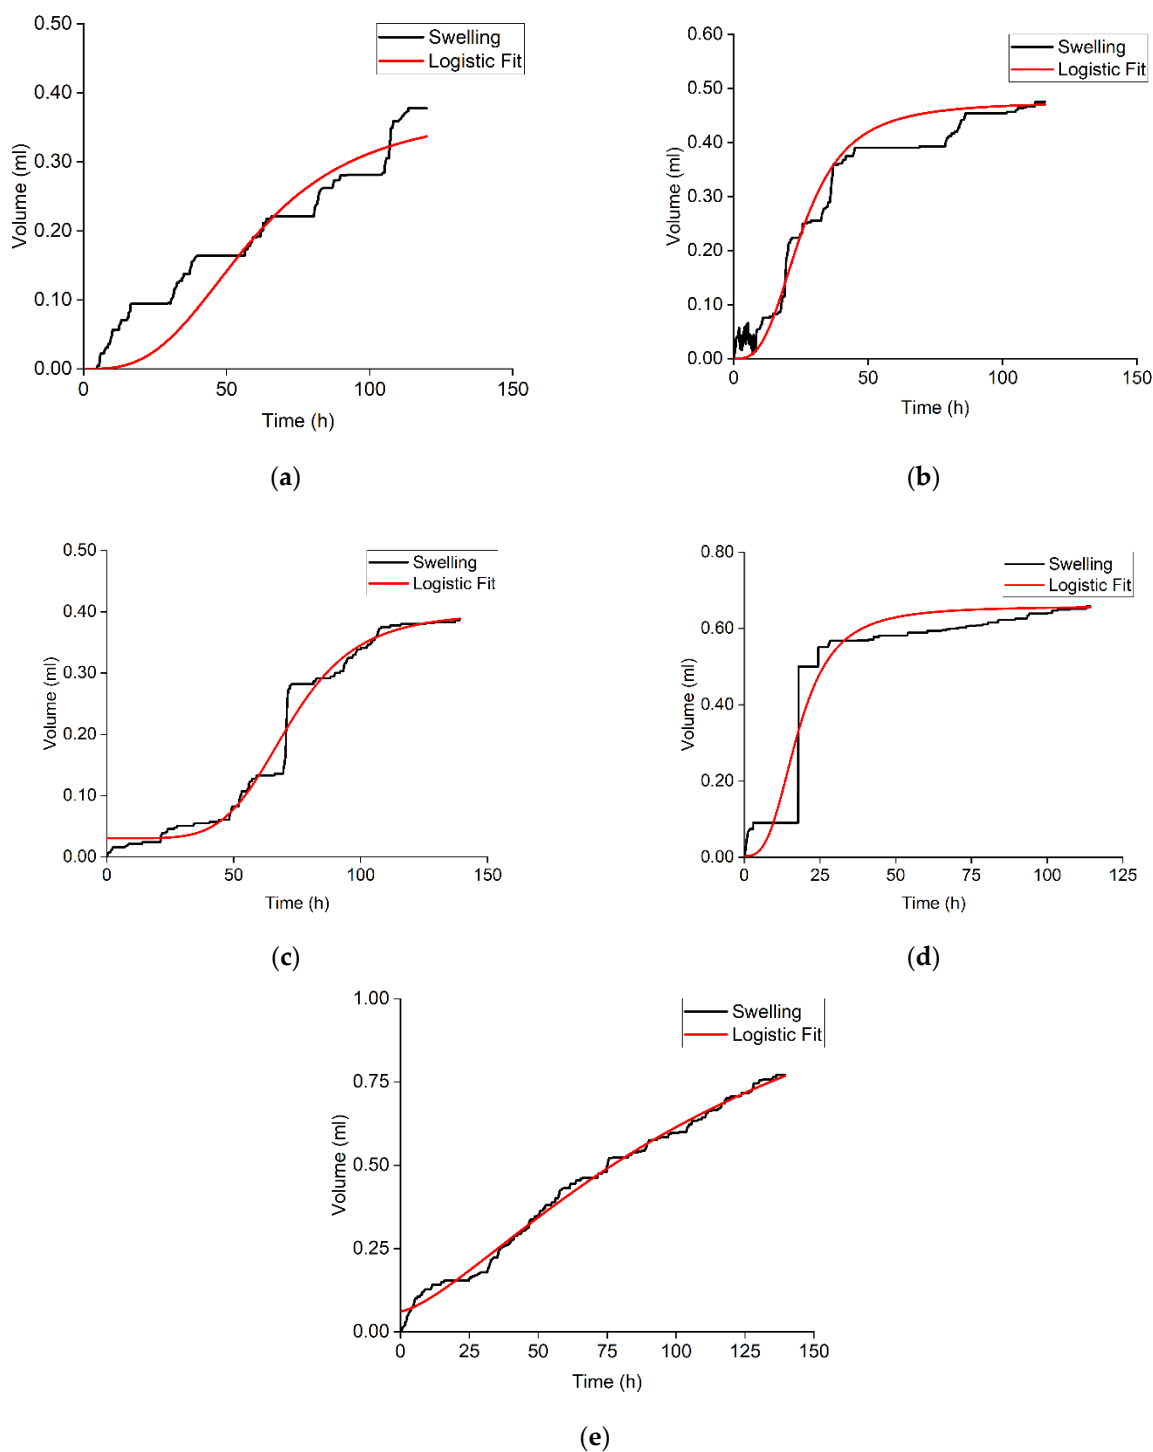 0.50
0.40
0.30
0.20
0.10
0.00
Volume (ml)
Swelling
Logistic Fit
0 50 100 150
Time (h)
(a)
0.60
0.50
0.40
0.30
0.20
0.10
0.00
Volume (ml)
Swelling
Logistic Fit
0 50 100 150
Time (h)
(b)
0.50
0.40
0.30
0.20
0.10
0.00
Volume (ml)
Swelling
Logistic Fit
0 50 100 150
Time (h)
(c)
0.80
0.60
0.40
0.20
0.00
Volume (ml)
Swelling
Logistic Fit
0 25 50 75 100 125
Time (h)
(d)
1.00
0.75
0.50
0.25
0.00
Volume (ml)
Swelling
Logistic Fit
0 25 50 75 100 125 150
Time (h)
(e)